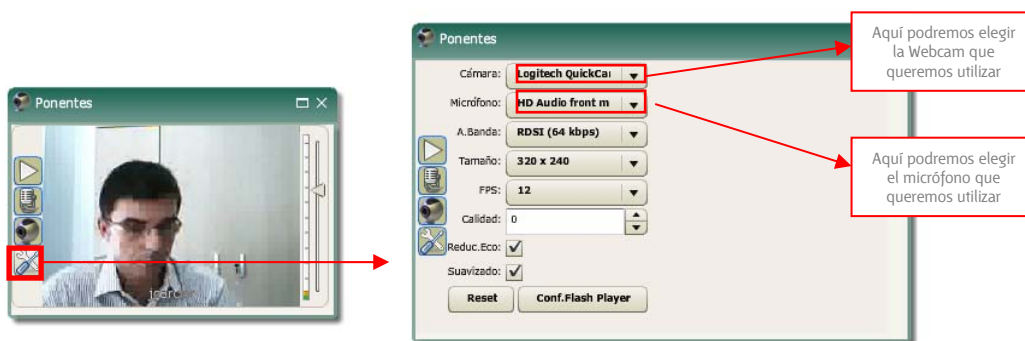 Ponentes
Ponentes
Cámara: Logitech QuickCa
Micrófono: HD Audio front m
A.Banda: RDSI (64 kbps)
Tamaño: 320 x 240
FPS: 12
Calidad: 0
Reduc.Eco:
Suavizado:
Reset Conf.Flash Player
Aquí podremos elegir
la Webcam que
queremos utilizar
Aquí podremos elegir
el micrófono que
queremos utilizar